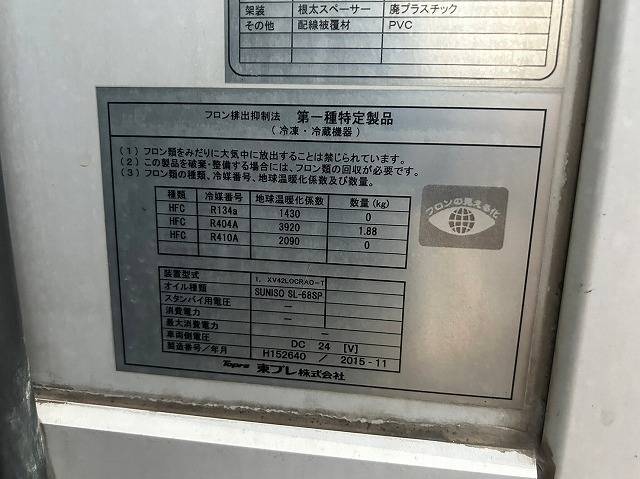 架装 根太スペーサー 廃プラスチック
その他 配線被覆材 PVC
フロン排出抑制法 第一種特定製品
(冷凍・冷蔵機器)
(1) フロン類をみだりに大気中に放出することは禁じられています。
(2) この製品を破棄・整備する場合には、フロン類の回収が必要です。
(3) フロン類の種類、冷媒番号、地球温暖化係数及び数量。
種類 冷媒番号 地球温暖化係数 数量(kg)
HFC R134a 1430 0
HFC R404A 3920 1.88
HFC R410A 2090 0
フロンの見える化
装置型式 XV42LOCRAO-T
オイル種類 SUNISO SL-68SP
スタンバイ用電圧 —
消費電力 —
最大消費電力 —
車両側電圧 DC 24 [V]
製造番号/年月 H152640 / 2015-11
Topre 東プレ株式会社